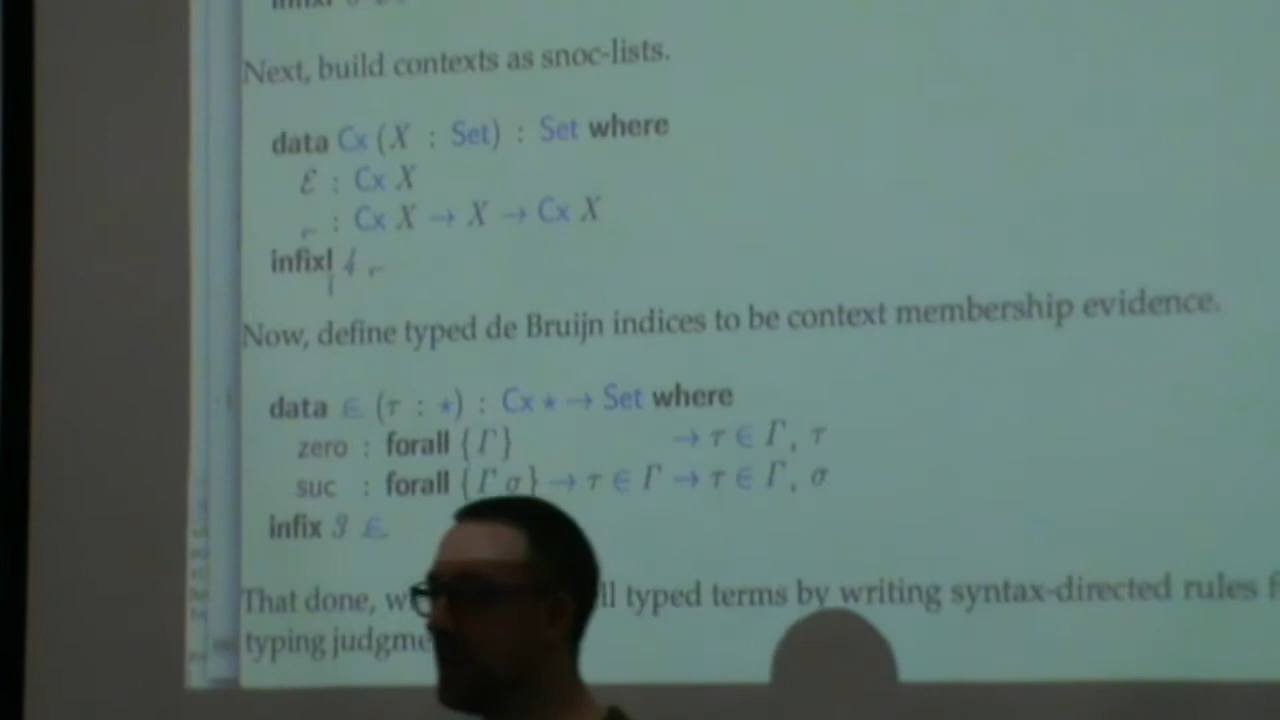 Next, build contexts as snoc-lists.
data Cx (X : Set) : Set where
ℰ : Cx X
_,_ : Cx X → X → Cx X
infixl 4 _,_
Now, define typed de Bruijn indices to be context membership evidence.
data _∈_ (τ : ⋆) : Cx ⋆ → Set where
zero : forall {Γ} → τ ∈ Γ, τ
suc : forall {Γ σ} → τ ∈ Γ → τ ∈ Γ, σ
infix 3 _∈_
That done, ll typed terms by writing syntax-directed rules
typing